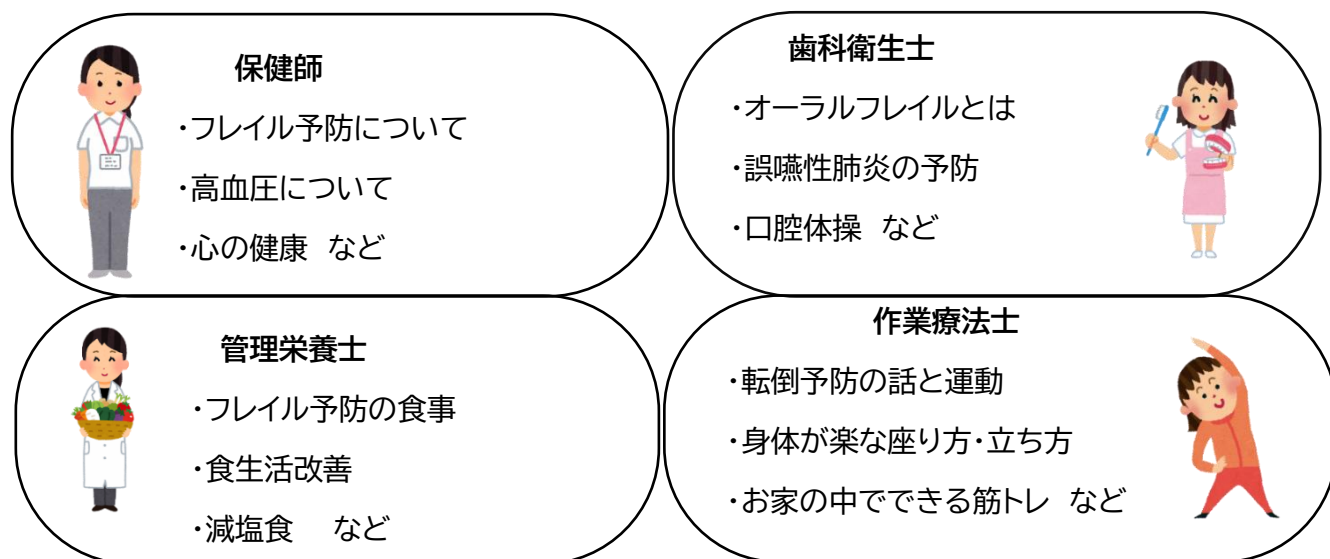 保健師
・フレイル予防について
・高血圧について
・心の健康 など
歯科衛生士
・オーラルフレイルとは
・誤嚥性肺炎の予防
・口腔体操 など
管理栄養士
・フレイル予防の食事
・食生活改善
・減塩食 など
作業療法士
・転倒予防の話と運動
・身体が楽な座り方・立ち方
・お家の中でできる筋トレ など